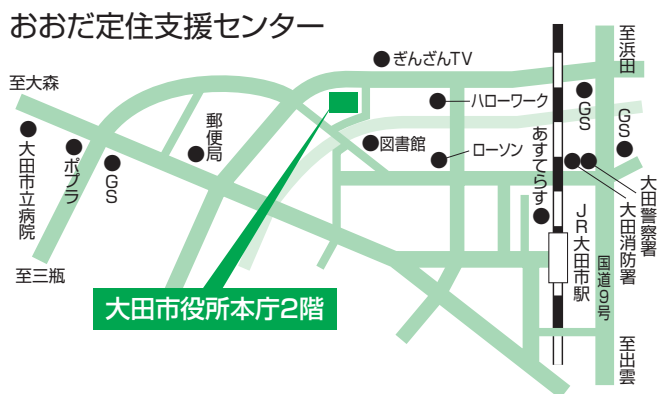 おおだ定住支援センター
至浜田
ぎんざんTV
至大森
ハローワーク
GS
GS
郵便局
図書館
ローソン
あすてらす
大田市立病院
ポプラ
GS
大田警察署
大田消防署
JR大田市駅
国道9号
至三瓶
大田市役所本庁2階
至出雲